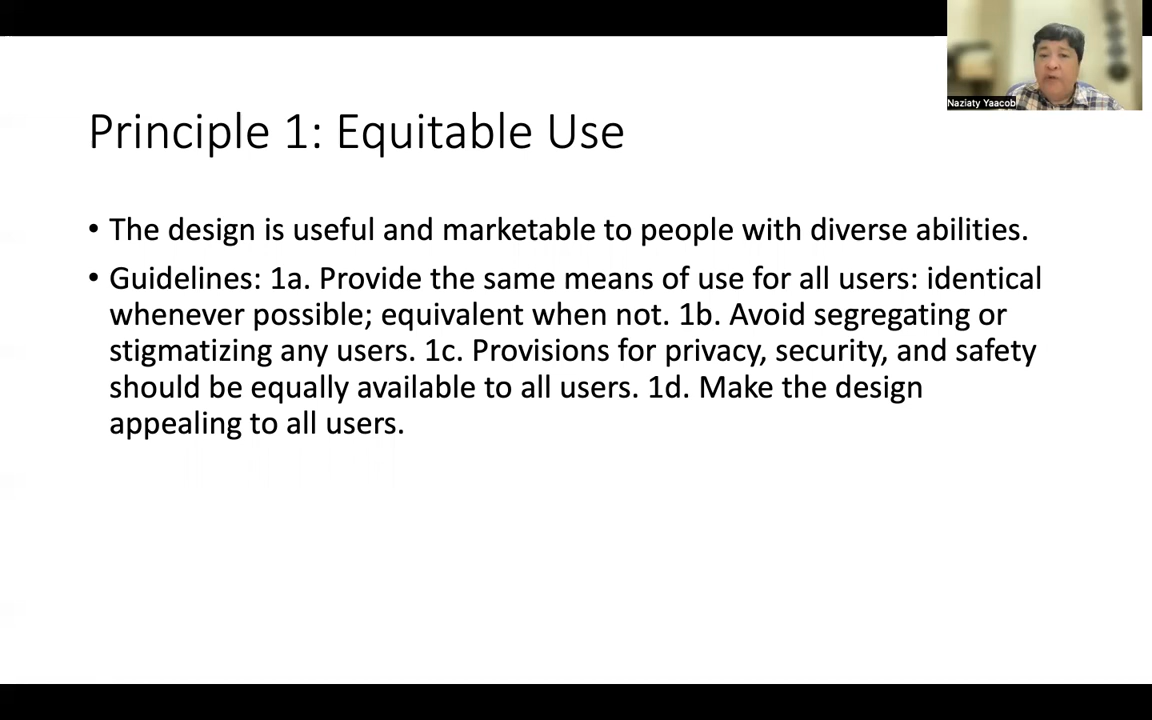 Naziaty Yaacob
Principle 1: Equitable Use
• The design is useful and marketable to people with diverse abilities.
• Guidelines: 1a. Provide the same means of use for all users: identical
whenever possible; equivalent when not. 1b. Avoid segregating or
stigmatizing any users. 1c. Provisions for privacy, security, and safety
should be equally available to all users. 1d. Make the design
appealing to all users.